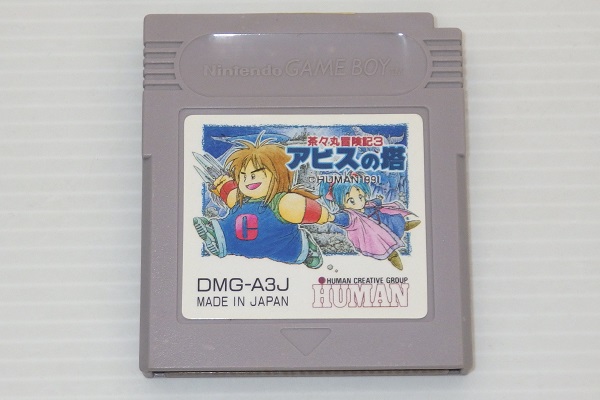 Nintendo GAME BOY™
茶々丸冒険記3
アビスの塔
©HUMAN 1991
C
DMG-A3J
MADE IN JAPAN
HUMAN CREATIVE GROUP
HUMAN